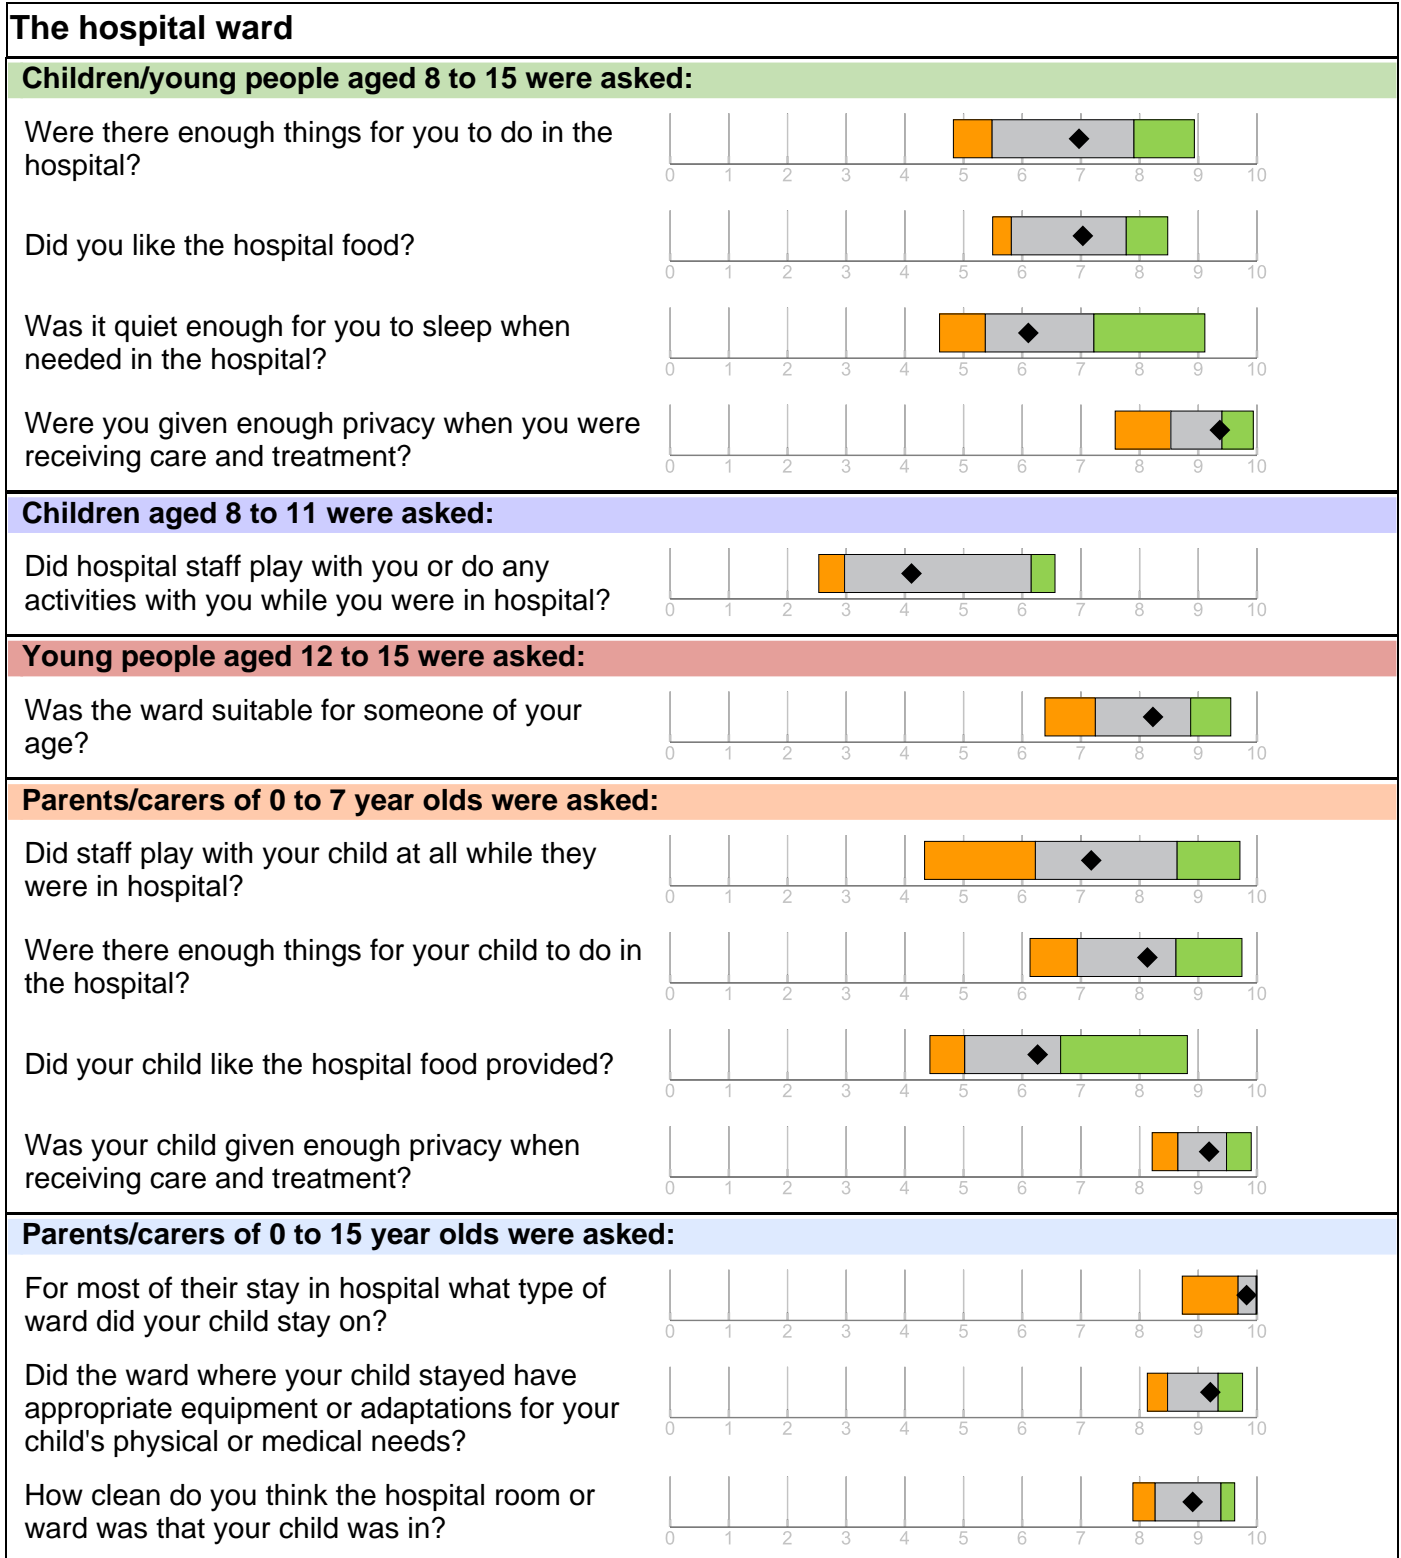 The hospital ward
Children/young people aged 8 to 15 were asked:
Were there enough things for you to do in the
hospital?
0 1 2 3 4 5 6 7 8 9 10
Did you like the hospital food?
0 1 2 3 4 5 6 7 8 9 10
Was it quiet enough for you to sleep when
needed in the hospital?
0 1 2 3 4 5 6 7 8 9 10
Were you given enough privacy when you were
receiving care and treatment?
0 1 2 3 4 5 6 7 8 9 10
Children aged 8 to 11 were asked:
Did hospital staff play with you or do any
activities with you while you were in hospital?
0 1 2 3 4 5 6 7 8 9 10
Young people aged 12 to 15 were asked:
Was the ward suitable for someone of your
age?
0 1 2 3 4 5 6 7 8 9 10
Parents/carers of 0 to 7 year olds were asked:
Did staff play with your child at all while they
were in hospital?
0 1 2 3 4 5 6 7 8 9 10
Were there enough things for your child to do in
the hospital?
0 1 2 3 4 5 6 7 8 9 10
Did your child like the hospital food provided?
0 1 2 3 4 5 6 7 8 9 10
Was your child given enough privacy when
receiving care and treatment?
0 1 2 3 4 5 6 7 8 9 10
Parents/carers of 0 to 15 year olds were asked:
For most of their stay in hospital what type of
ward did your child stay on?
0 1 2 3 4 5 6 7 8 9 10
Did the ward where your child stayed have
appropriate equipment or adaptations for your
child's physical or medical needs?
0 1 2 3 4 5 6 7 8 9 10
How clean do you think the hospital room or
ward was that your child was in?
0 1 2 3 4 5 6 7 8 9 10